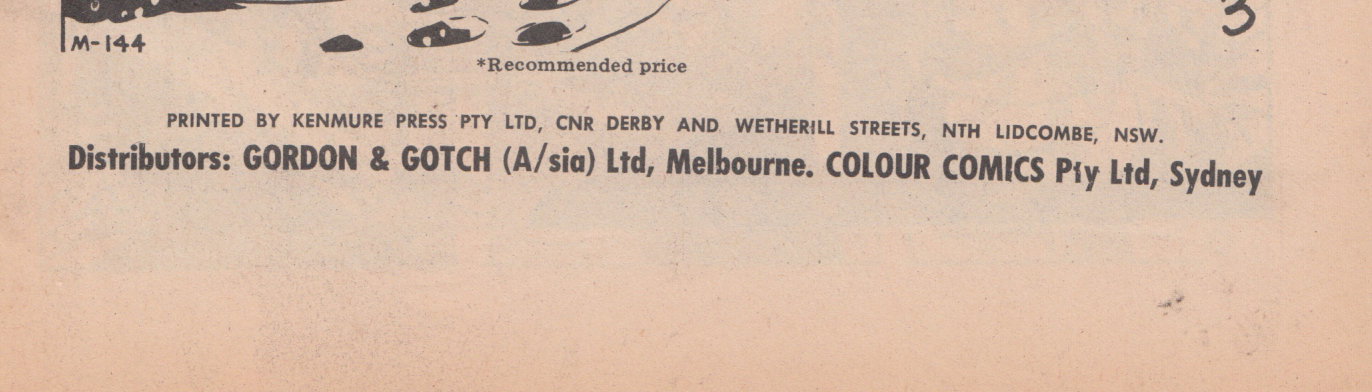 3
M-144
*Recommended price
PRINTED BY KENMURE PRESS PTY LTD, CNR DERBY AND WETHERILL STREETS, NTH LIDCOMBE, NSW.
Distributors: GORDON & GOTCH (A/sia) Ltd, Melbourne. COLOUR COMICS Pty Ltd, Sydney